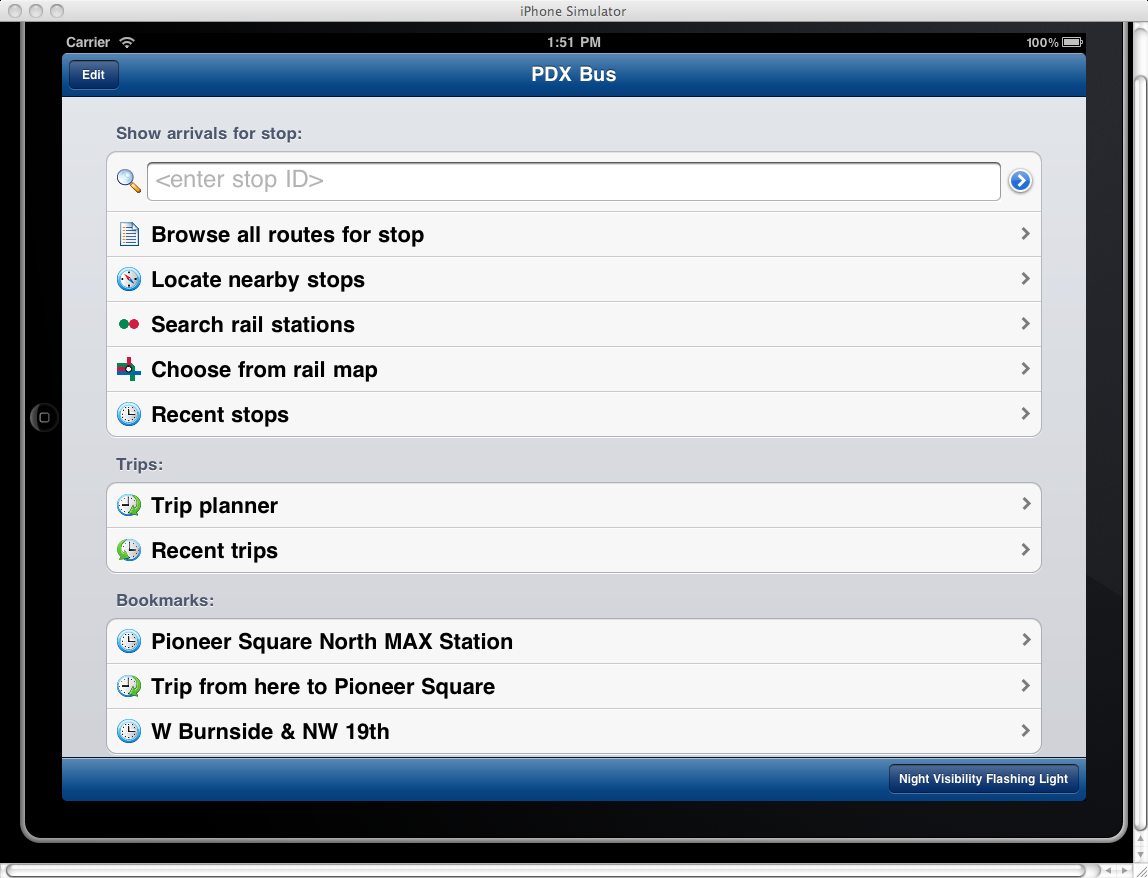 iPhone Simulator
Carrier 1:51 PM 100%
Edit PDX Bus
Show arrivals for stop:
<enter stop ID>
Browse all routes for stop
Locate nearby stops
Search rail stations
Choose from rail map
Recent stops
Trips:
Trip planner
Recent trips
Bookmarks:
Pioneer Square North MAX Station
Trip from here to Pioneer Square
W Burnside & NW 19th
Night Visibility Flashing Light